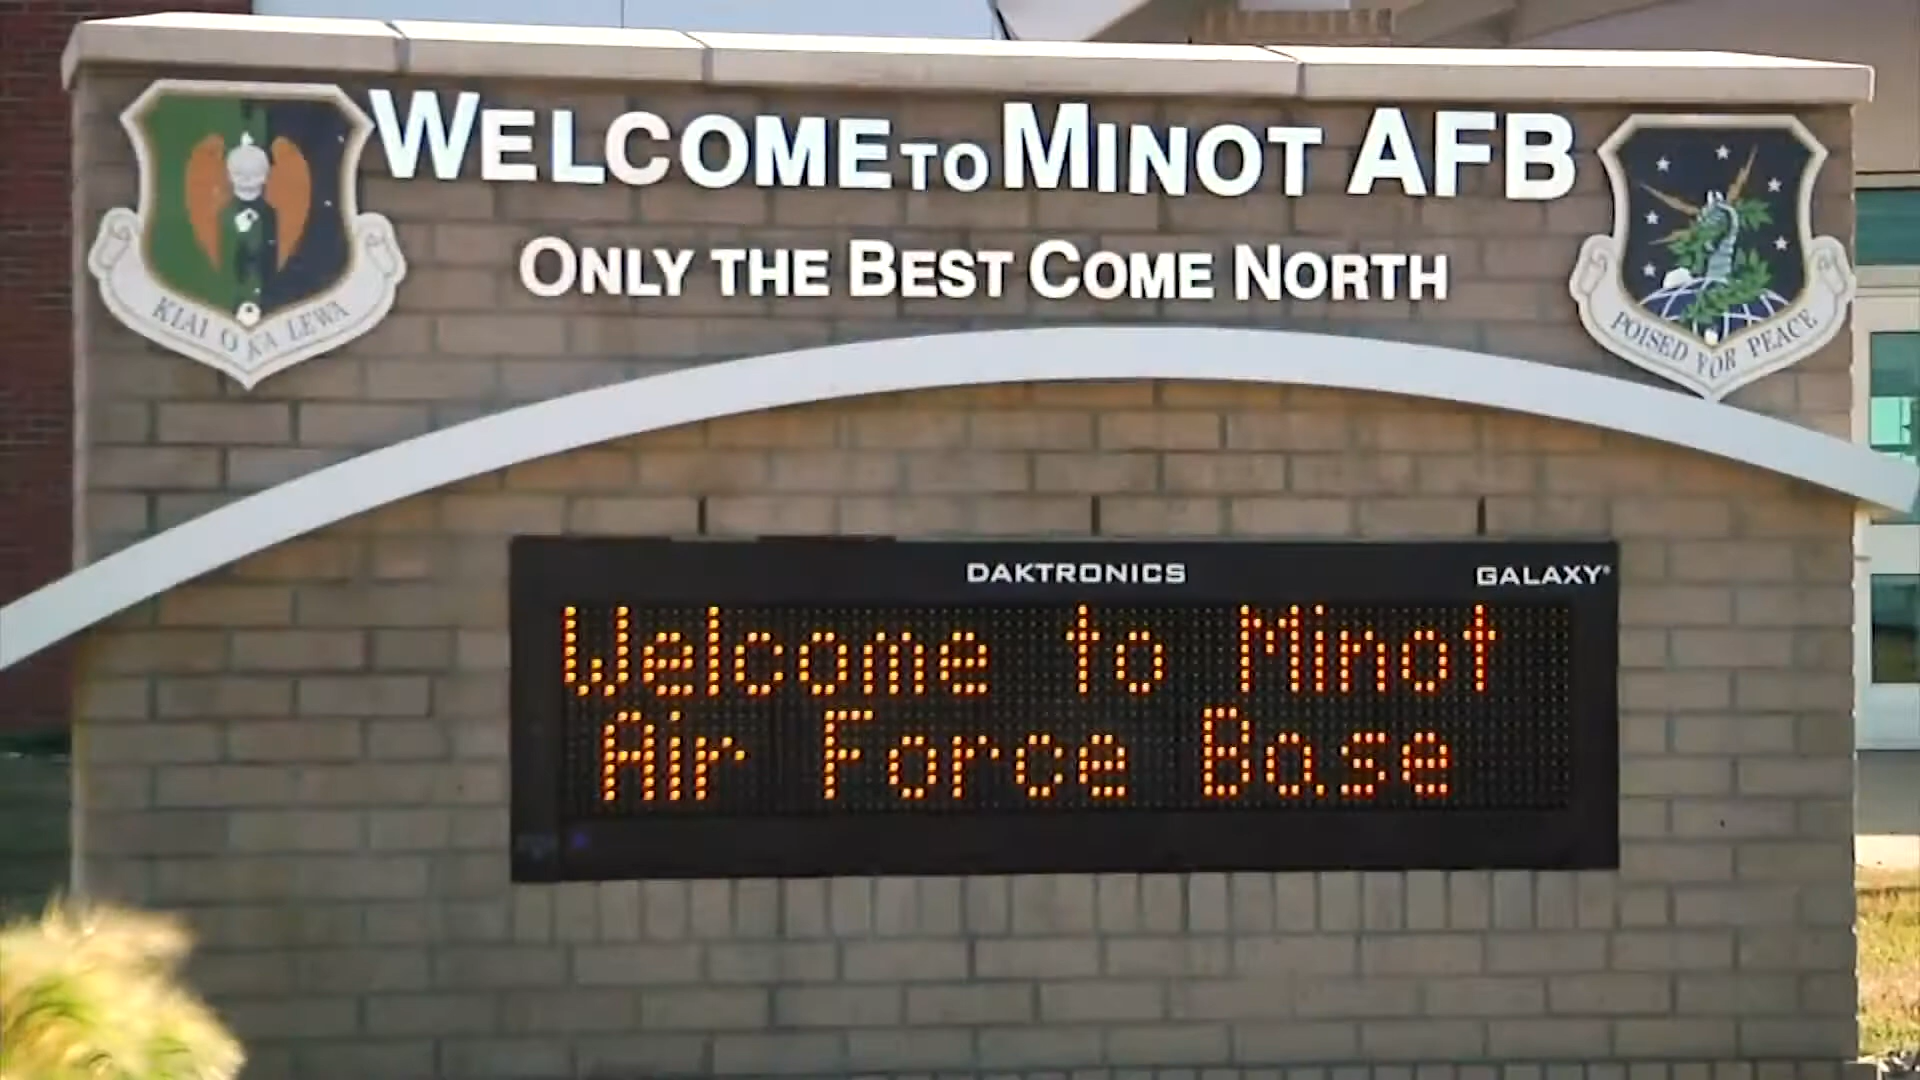 WELCOME TO MINOT AFB
ONLY THE BEST COME NORTH
KIAI O KA LEWA
POISED FOR PEACE
DAKTRONICS
GALAXY®
Welcome to Minot
Air Force Base